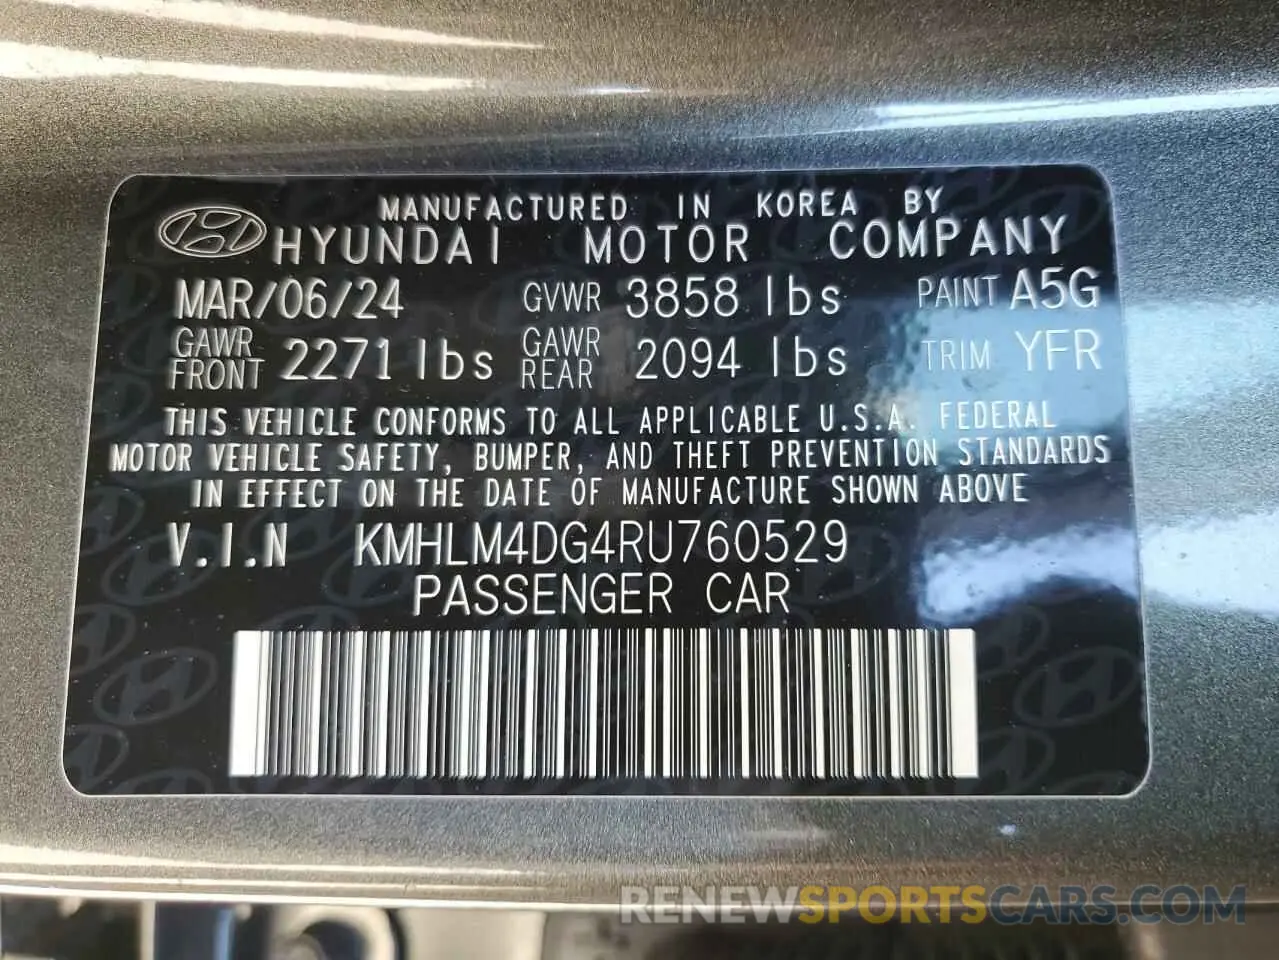 MANUFACTURED IN KOREA BY
HYUNDAI MOTOR COMPANY
MAR/06/24 GVWR 3858 lbs PAINT A5G
GAWR FRONT 2271 lbs GAWR REAR 2094 lbs TRIM YFR
THIS VEHICLE CONFORMS TO ALL APPLICABLE U.S.A. FEDERAL
MOTOR VEHICLE SAFETY, BUMPER, AND THEFT PREVENTION STANDARDS
IN EFFECT ON THE DATE OF MANUFACTURE SHOWN ABOVE
V.I.N KMHLM4DG4RU760529
PASSENGER CAR
RENEWSPORTSCARS.COM